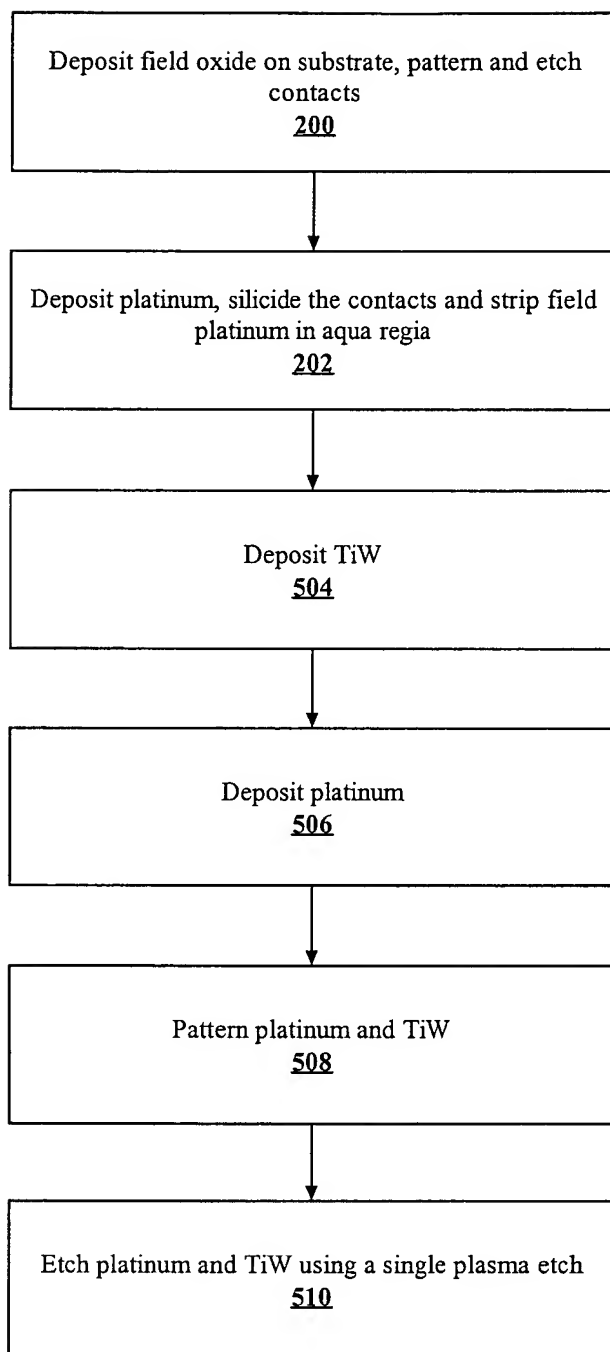 Deposit field oxide on substrate, pattern and etch
contacts
200
Deposit platinum, silicide the contacts and strip field
platinum in aqua regia
202
Deposit TiW
504
Deposit platinum
506
Pattern platinum and TiW
508
Etch platinum and TiW using a single plasma etch
510